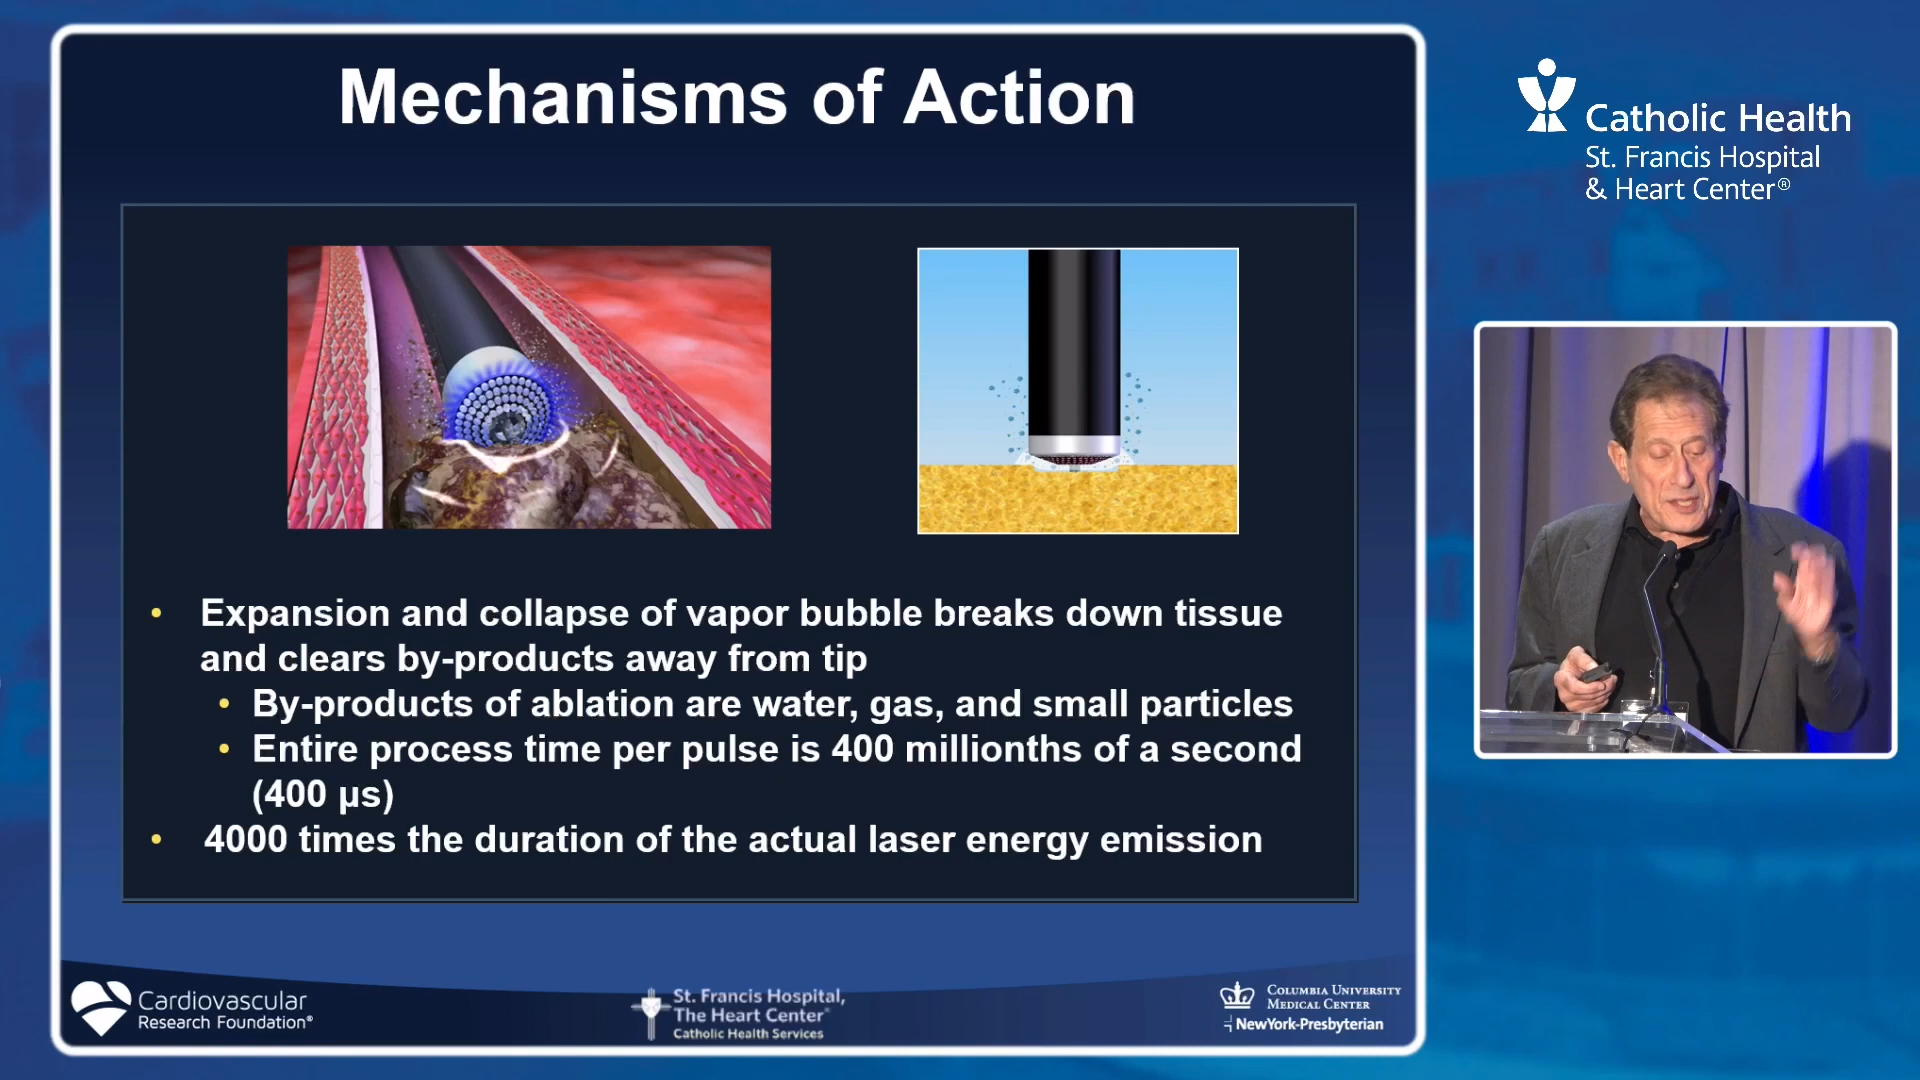 Mechanisms of Action
• Expansion and collapse of vapor bubble breaks down tissue
and clears by-products away from tip
• By-products of ablation are water, gas, and small particles
• Entire process time per pulse is 400 millionths of a second
(400 µs)
• 4000 times the duration of the actual laser energy emission
Cardiovascular
Research Foundation®
St. Francis Hospital,
The Heart Center
Catholic Health Services
COLUMBIA UNIVERSITY
MEDICAL CENTER
NewYork-Presbyterian
Catholic Health
St. Francis Hospital
& Heart Center®